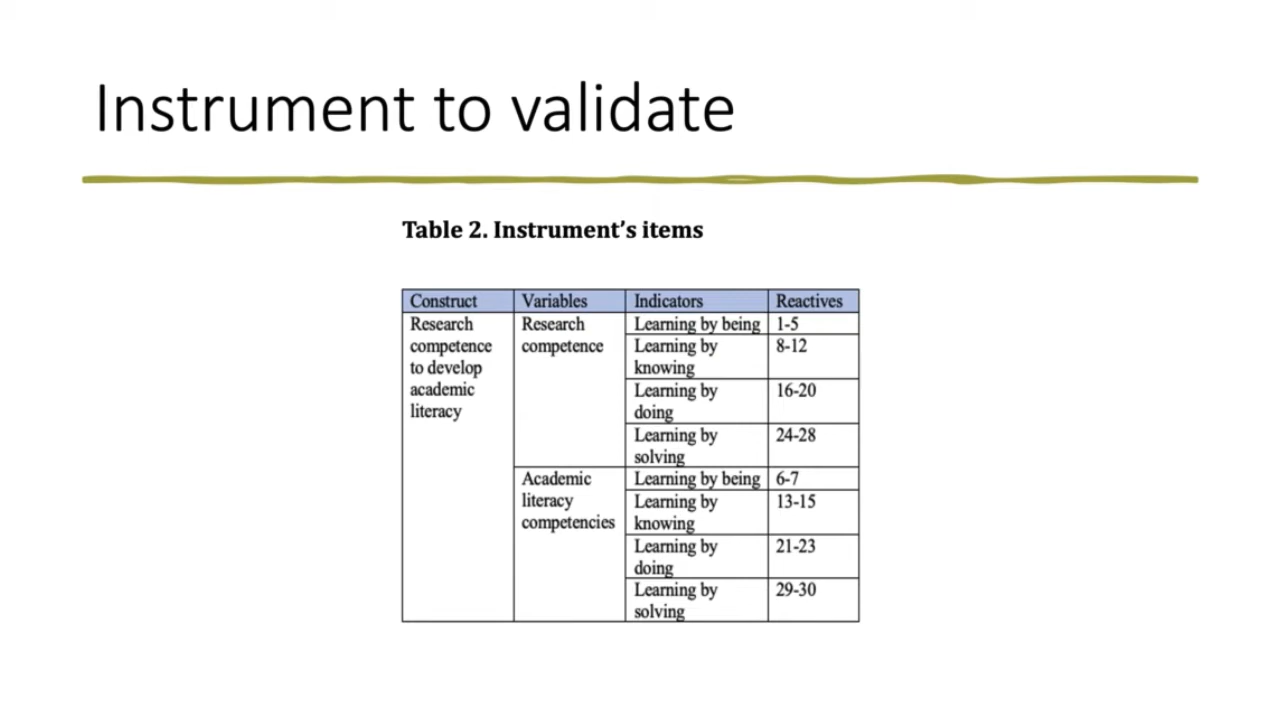 Instrument to validate
Table 2. Instrument's items
Construct Variables Indicators Reactives
Research competence to develop academic literacy
Research competence
Learning by being 1-5
Learning by knowing 8-12
Learning by doing 16-20
Learning by solving 24-28
Academic literacy competencies
Learning by being 6-7
Learning by knowing 13-15
Learning by doing 21-23
Learning by solving 29-30